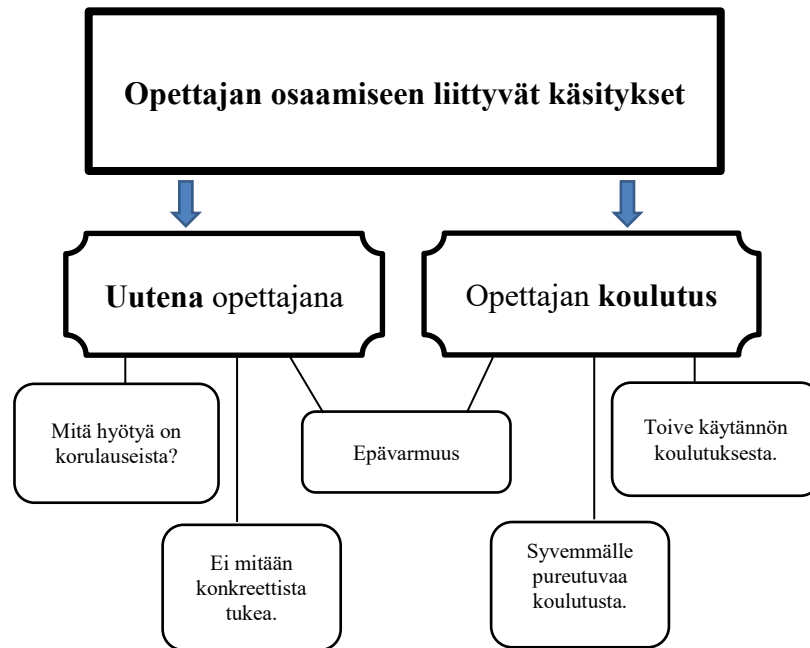 Opettajan osaamiseen liittyvät käsitykset
Uutena opettajana
Opettajan koulutus
Mitä hyötyä on
korulauseista?
Epävarmuus
Toive käytännön
koulutuksesta.
Ei mitään
konkreettista
tukea.
Syvemmälle
pureutuvaa
koulutusta.